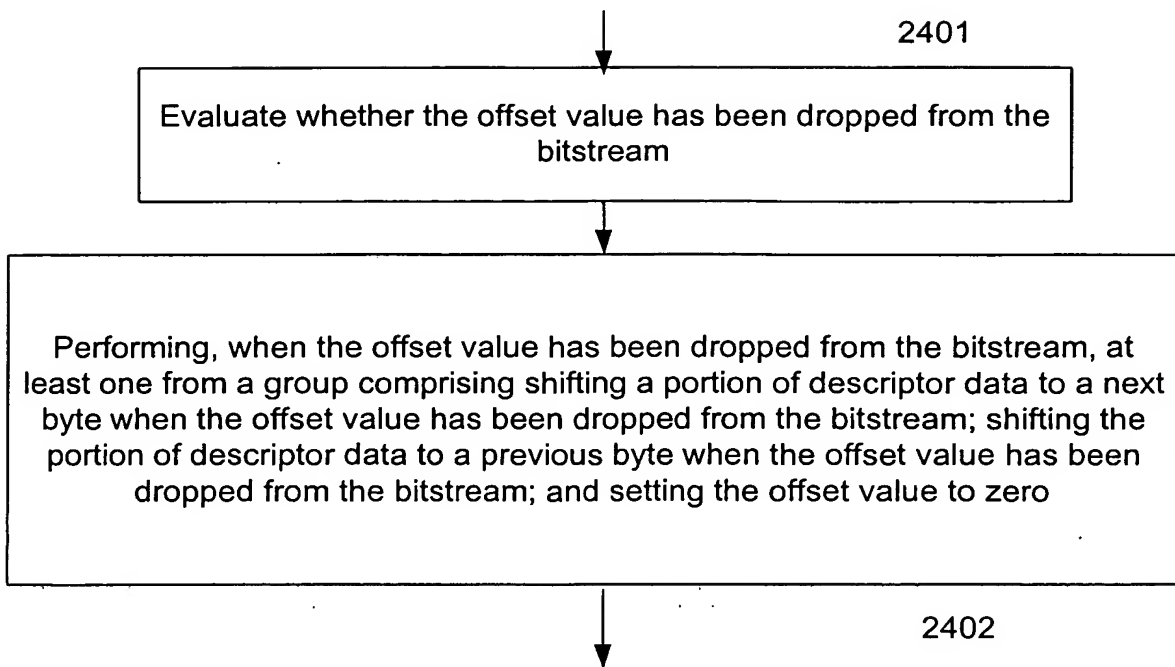 2401
Evaluate whether the offset value has been dropped from the
bitstream
Performing, when the offset value has been dropped from the bitstream, at
least one from a group comprising shifting a portion of descriptor data to a next
byte when the offset value has been dropped from the bitstream; shifting the
portion of descriptor data to a previous byte when the offset value has been
dropped from the bitstream; and setting the offset value to zero
2402